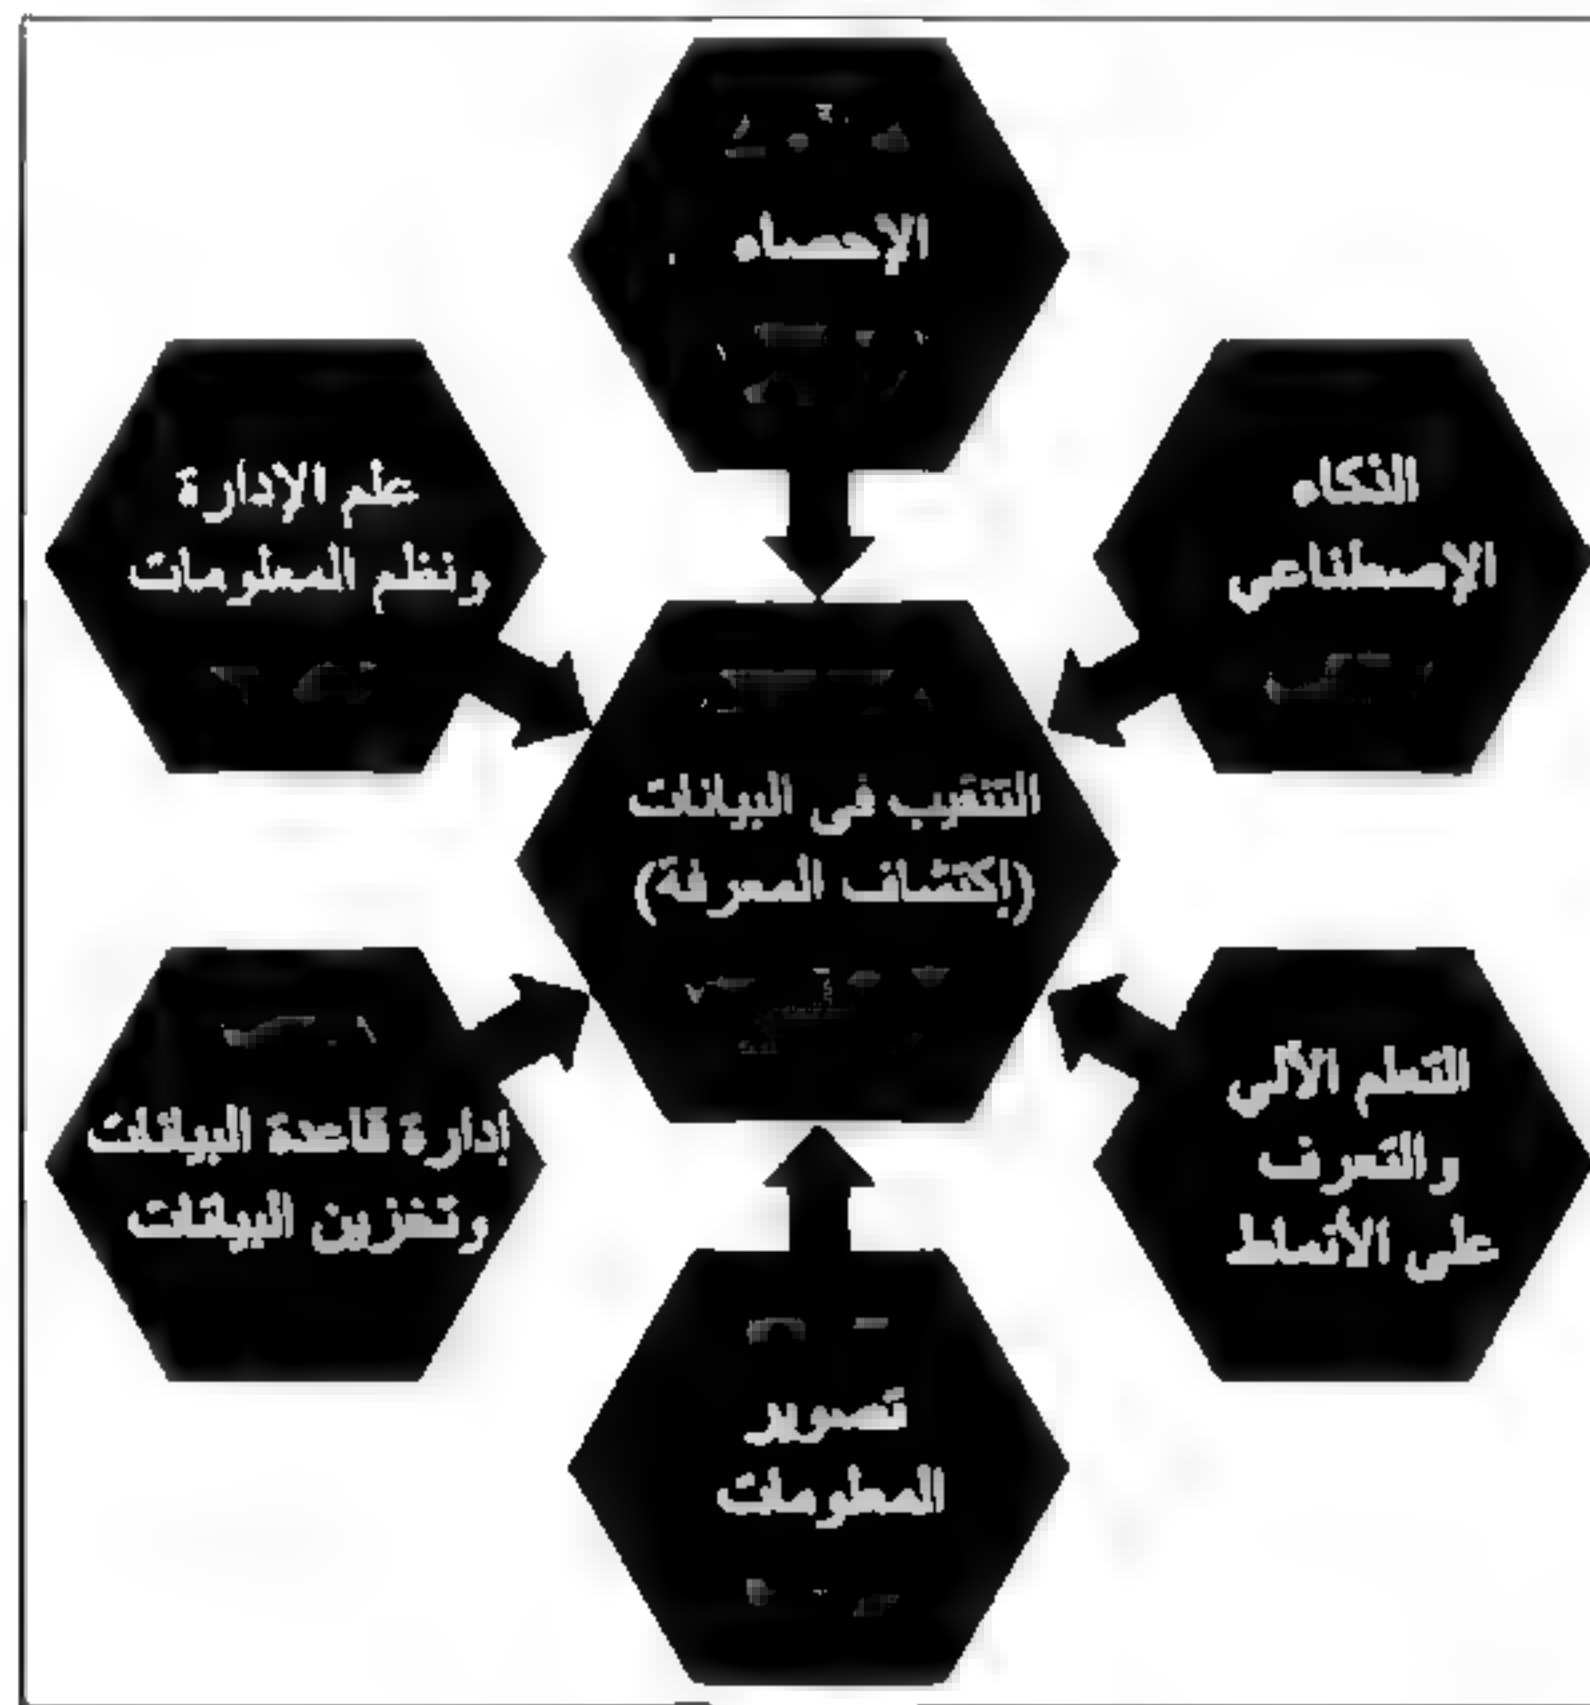 الإحصاء
الذكاء
الإصطناعي
علم الإدارة
ونظم المعلومات
التنقيب في البيانات
(إكتشاف المعرفة)
التعلم الآلي
والتعرف
على الأنماط
إدارة قاعدة البيانات
وتخزين البيانات
تصوير
المعلومات